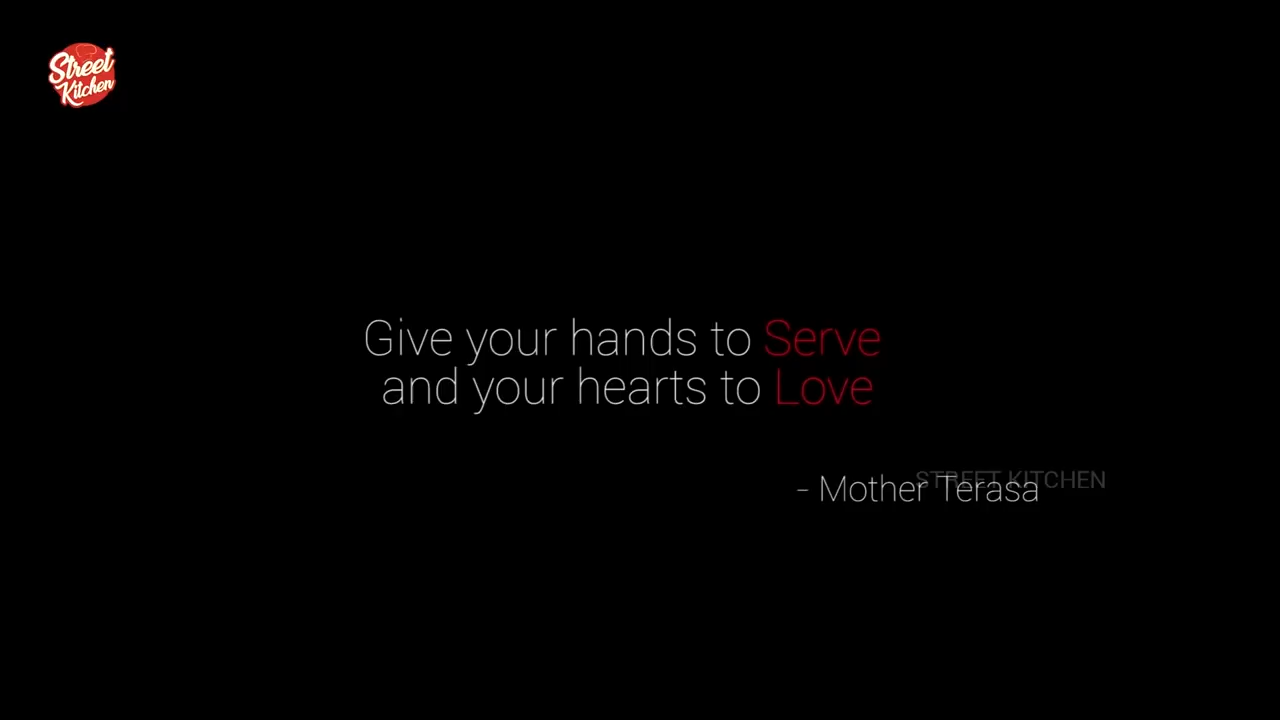 Street
Kitchen
Give your hands to Serve
and your hearts to Love
- Mother Terasa
STREET KITCHEN